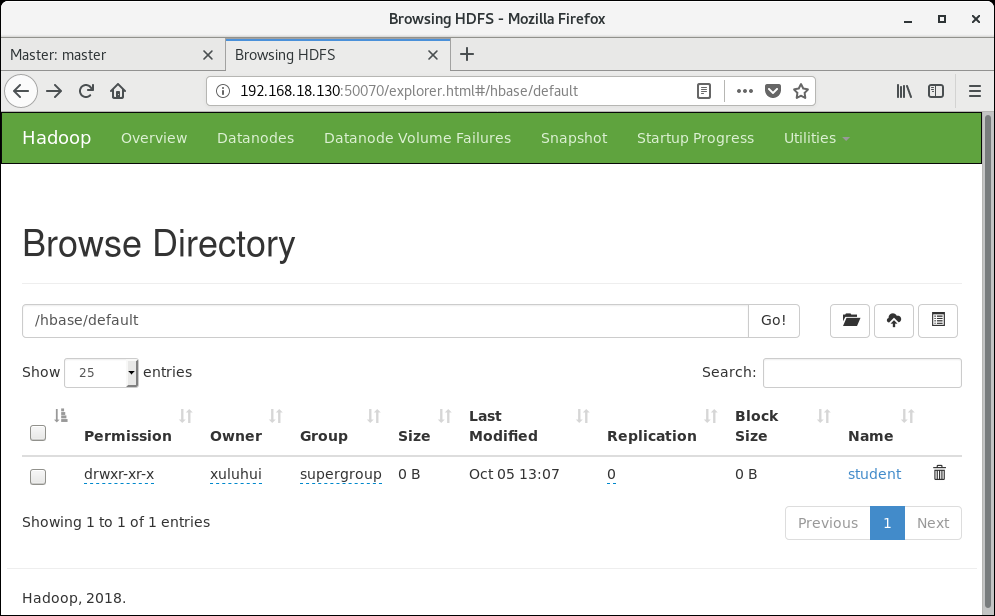 Browsing HDFS - Mozilla Firefox
Master: master
Browsing HDFS
192.168.18.130:50070/explorer.html#/hbase/default
Hadoop Overview Datanodes Datanode Volume Failures Snapshot Startup Progress Utilities
Browse Directory
/hbase/default Go!
Show 25 entries Search:
Permission Owner Group Size Last Modified Replication Block Size Name
drwxr-xr-x xuluhui supergroup 0 B Oct 05 13:07 0 0 B student
Showing 1 to 1 of 1 entries Previous 1 Next
Hadoop, 2018.